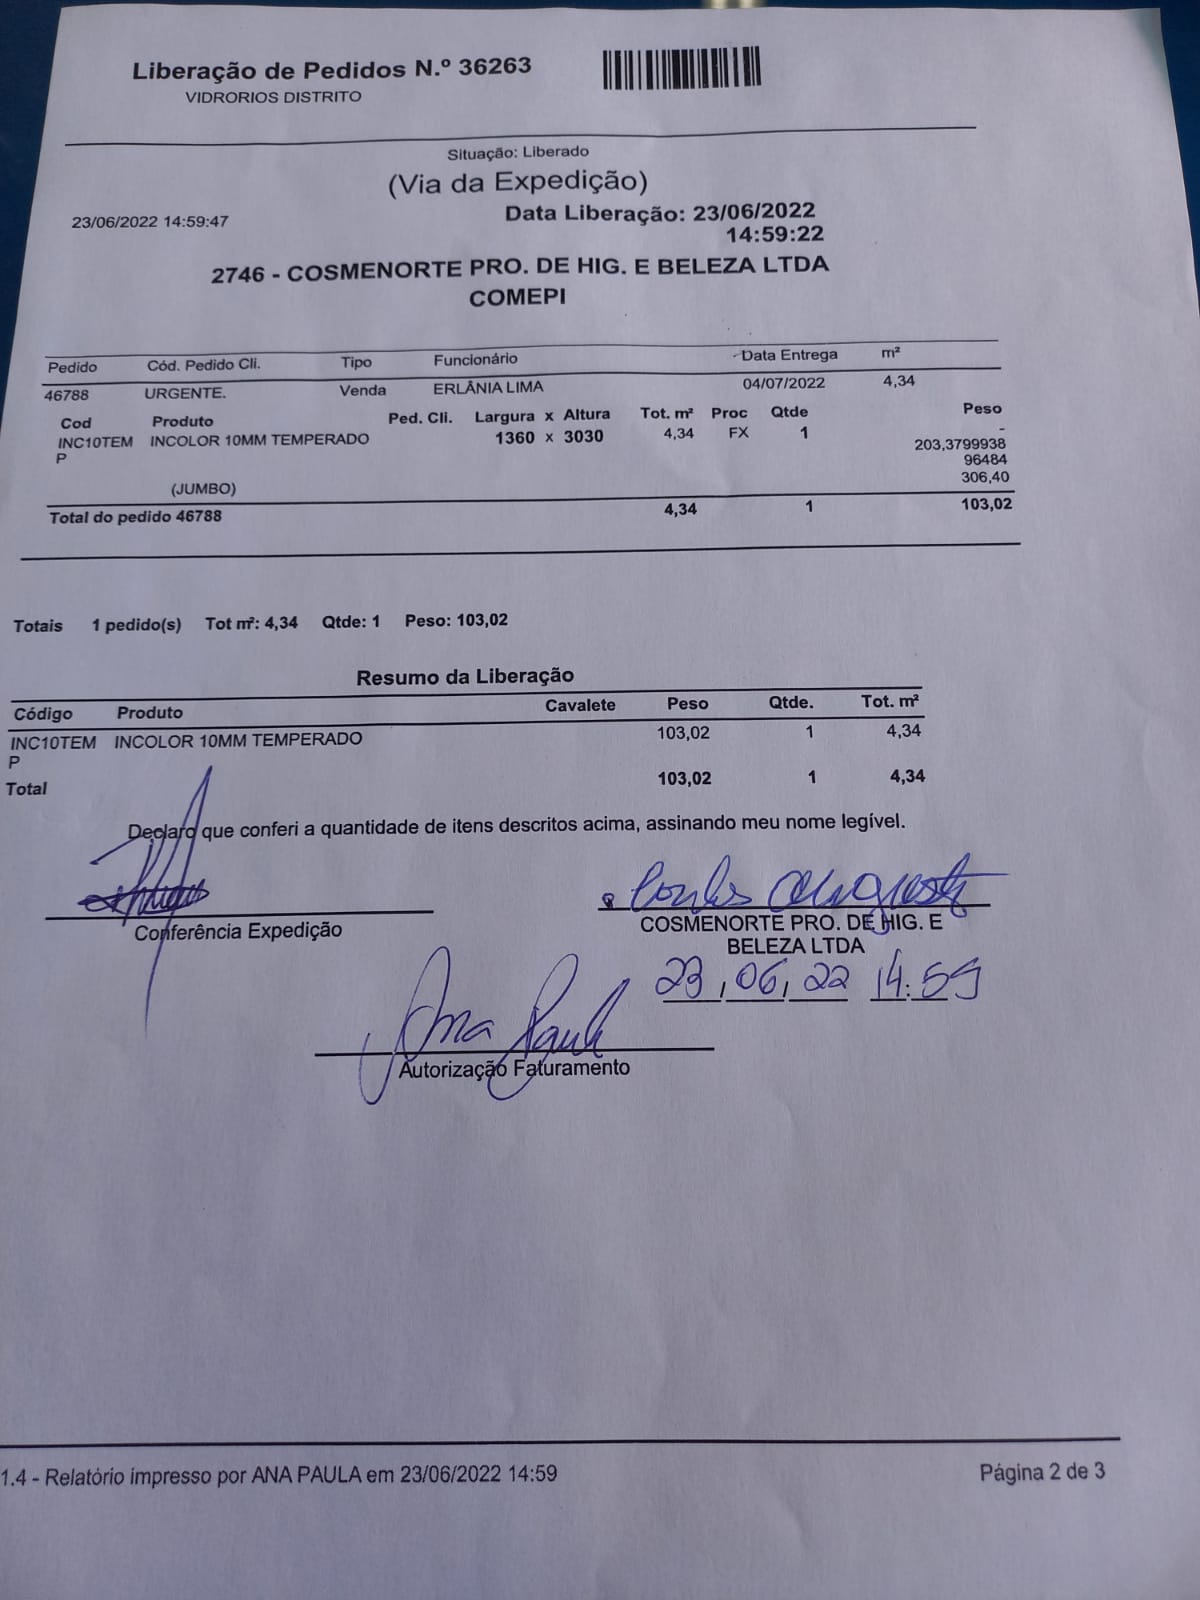 Liberação de Pedidos N.º 36263
VIDRORIOS DISTRITO
Situação: Liberado
(Via da Expedição)
23/06/2022 14:59:47
Data Liberação: 23/06/2022
14:59:22
2746 - COSMENORTE PRO. DE HIG. E BELEZA LTDA
COMEPI
Pedido Cód. Pedido Cli. Tipo Funcionário Data Entrega m²
46788 URGENTE. Venda ERLÂNIA LIMA 04/07/2022 4,34
Cod Produto Ped. Cli. Largura x Altura Tot. m² Proc Qtde Peso
INC10TEM INCOLOR 10MM TEMPERADO 1360 x 3030 4,34 FX 1 -
P 203,3799938
96484
(JUMBO) 306,40
Total do pedido 46788 4,34 1 103,02
Totais 1 pedido(s) Tot m²: 4,34 Qtde: 1 Peso: 103,02
Resumo da Liberação
Código Produto Cavalete Peso Qtde. Tot. m²
INC10TEM INCOLOR 10MM TEMPERADO 103,02 1 4,34
P
Total 103,02 1 4,34
Declaro que conferi a quantidade de itens descritos acima, assinando meu nome legível.
Conferência Expedição
COSMENORTE PRO. DE HIG. E
BELEZA LTDA
23,06,22 14:59
Ana Paula
Autorização Faturamento
1.4 - Relatório impresso por ANA PAULA em 23/06/2022 14:59
Página 2 de 3